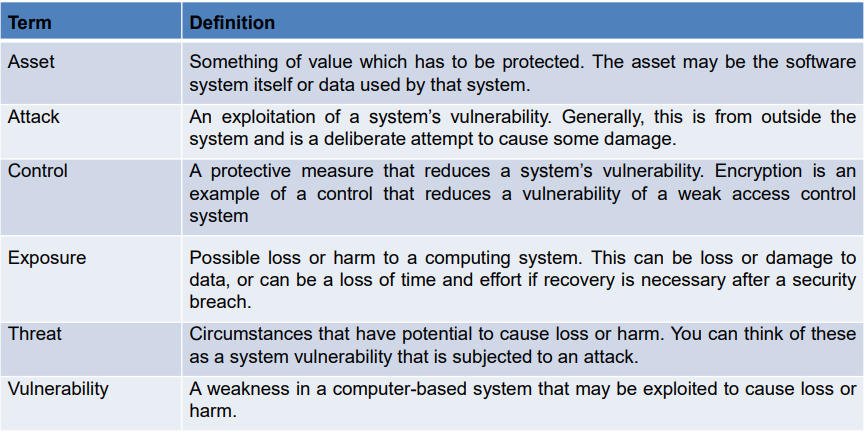 Term Definition
Asset Something of value which has to be protected. The asset may be the software
system itself or data used by that system.
Attack An exploitation of a system’s vulnerability. Generally, this is from outside the
system and is a deliberate attempt to cause some damage.
Control A protective measure that reduces a system’s vulnerability. Encryption is an
example of a control that reduces a vulnerability of a weak access control
system
Exposure Possible loss or harm to a computing system. This can be loss or damage to
data, or can be a loss of time and effort if recovery is necessary after a security
breach.
Threat Circumstances that have potential to cause loss or harm. You can think of these
as a system vulnerability that is subjected to an attack.
Vulnerability A weakness in a computer-based system that may be exploited to cause loss or
harm.